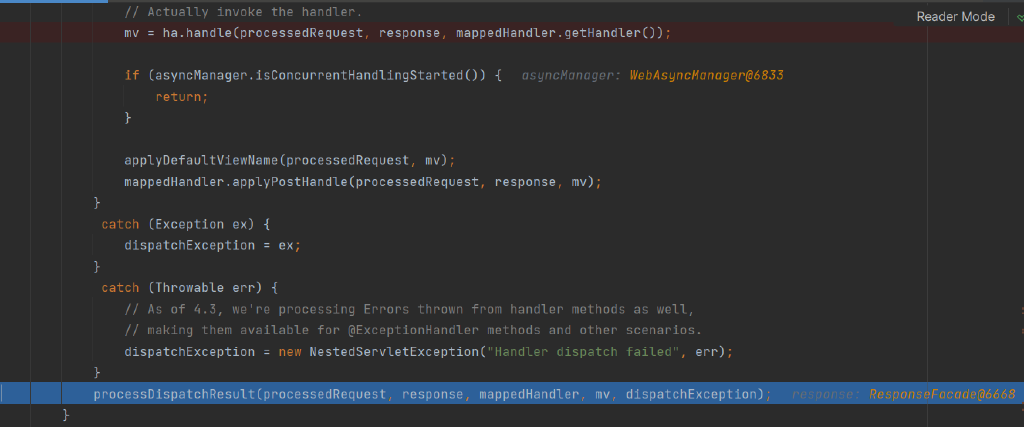 // Actually invoke the handler.
Reader Mode
mv = ha.handle(processedRequest, response, mappedHandler.getHandler());
if (asyncManager.isConcurrentHandlingStarted()) {   asyncManager: WebAsyncManager@6833
return;
}
applyDefaultViewName(processedRequest, mv);
mappedHandler.applyPostHandle(processedRequest, response, mv);
}
catch (Exception ex) {
dispatchException = ex;
}
catch (Throwable err) {
// As of 4.3, we're processing Errors thrown from handler methods as well,
// making them available for @ExceptionHandler methods and other scenarios.
dispatchException = new NestedServletException("Handler dispatch failed", err);
}
processDispatchResult(processedRequest, response, mappedHandler, mv, dispatchException);   response: ResponseFacade@6668
}